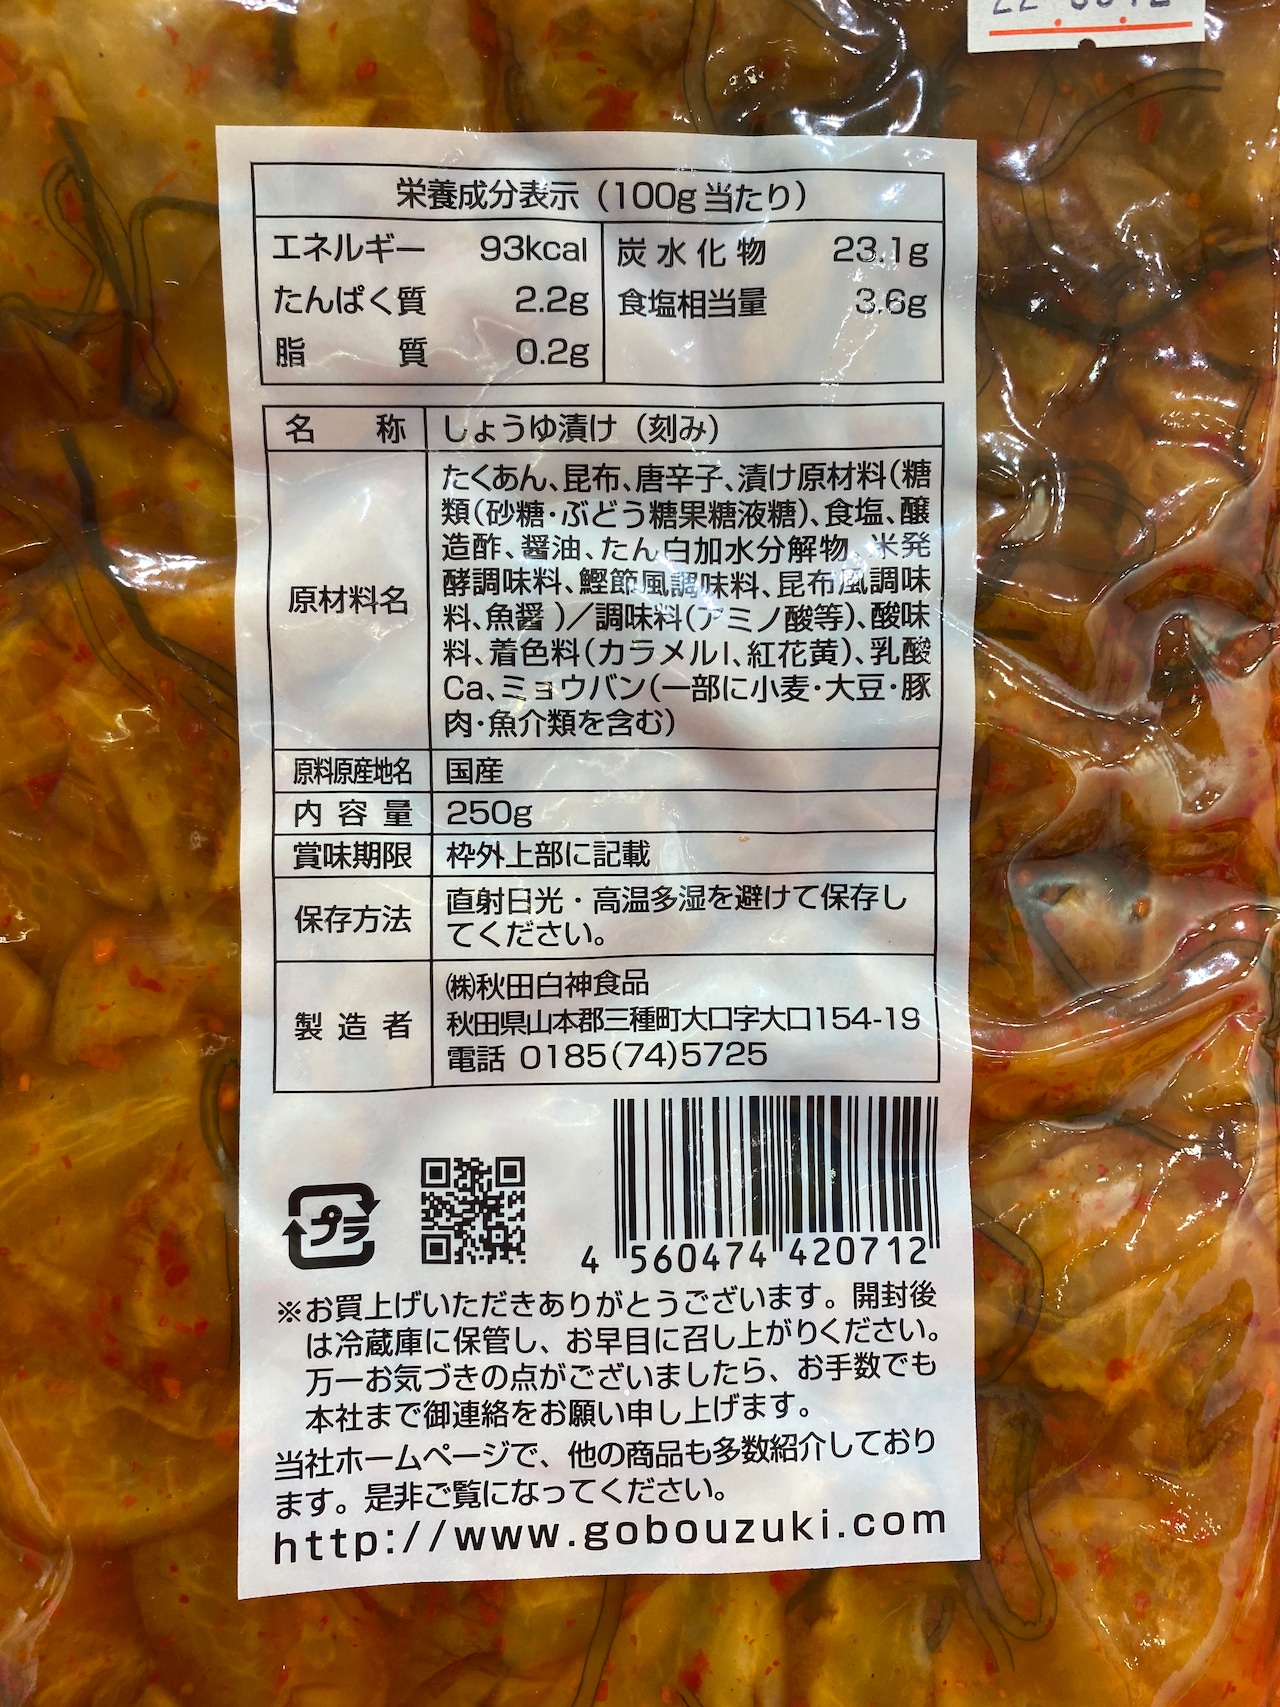 栄養成分表示（100g当たり）
エネルギー 93kcal 炭水化物 23.1g
たんぱく質 2.2g 食塩相当量 3.6g
脂質 0.2g
名称 しょうゆ漬け（刻み）
原材料名 たくあん、昆布、唐辛子、漬け原材料（糖
類（砂糖・ぶどう糖果糖液糖）、食塩、醸
造酢、醤油、たん白加水分解物、米発
酵調味料、鰹節風調味料、昆布風調味
料、魚醤）／調味料（アミノ酸等）、酸味
料、着色料（カラメルI、紅花黄）、乳酸
Ca、ミョウバン（一部に小麦・大豆・豚
肉・魚介類を含む）
原料原産地名 国産
内容量 250g
賞味期限 枠外上部に記載
保存方法 直射日光・高温多湿を避けて保存し
てください。
製造者 ㈱秋田白神食品
秋田県山本郡三種町大口字大口154-19
電話 0185(74)5725
プラ
4 560474 420712
※お買上げいただきありがとうございます。開封後
は冷蔵庫に保管し、お早目に召し上がりください。
万一お気づきの点がございましたら、お手数でも
本社まで御連絡をお願い申し上げます。
当社ホームページで、他の商品も多数紹介しており
ます。是非ご覧になってください。
http://www.gobouzuki.com